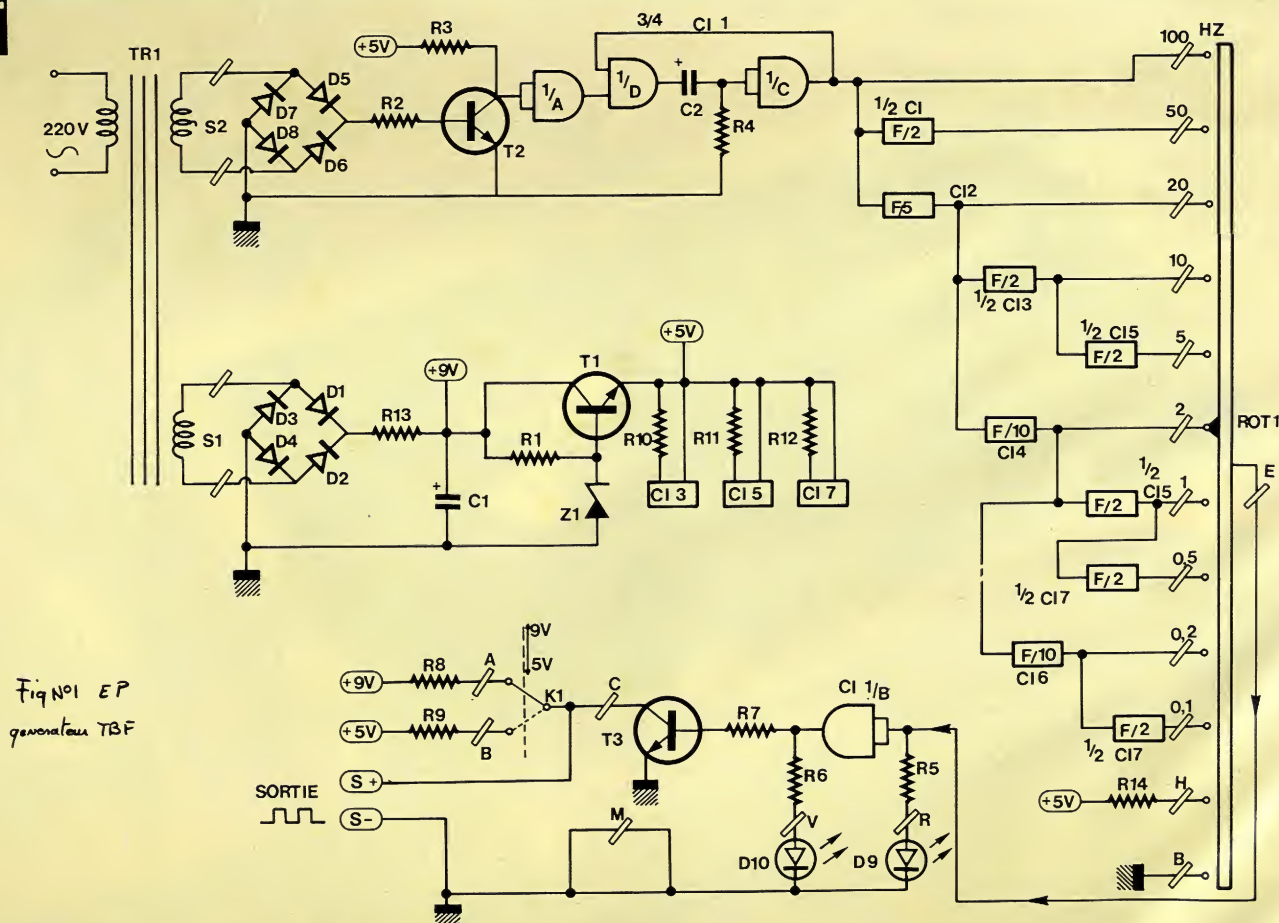 3/4 CI 1
HZ
TR1
R3
+5V
100
D5
1/A
1/D
1/C
1/2 CI
R2
C2
D7
220V
S2
F/2
50
D8
R4
D6
T2
CI2
20
F/5
10
F/2
1/2 CI3
1/2 CI5
+5V
5
T1
F/2
+9V
D1
2
ROT1
D3
R13
S1
D4
R10
R11
R12
F/10
CI4
R1
1/2
CI5
1
E
D2
C1
CI 3
CI 5
CI 7
F/2
Z1
0,5
1/2 CI7
F/2
9V
0,2
5V
R8
A
+9V
F/10
CI6
Fig N°1 EP
generateur TBF
K1
C
CI 1/B
R9
R7
0,1
+5V
T3
F/2
B
1/2 CI7
R6
R5
S +
R14
H
SORTIE
+5V
M
V
R
S-
D10
D9
B